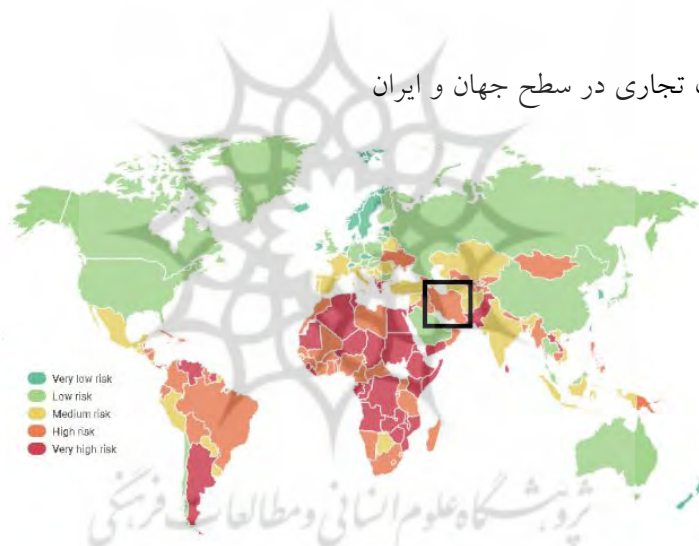 تجاری در سطح جهان و ایران
Very low risk
Low risk
Medium risk
High risk
Very high risk
پژوهشگاه علوم انسانی و مطالعات فرهنگی